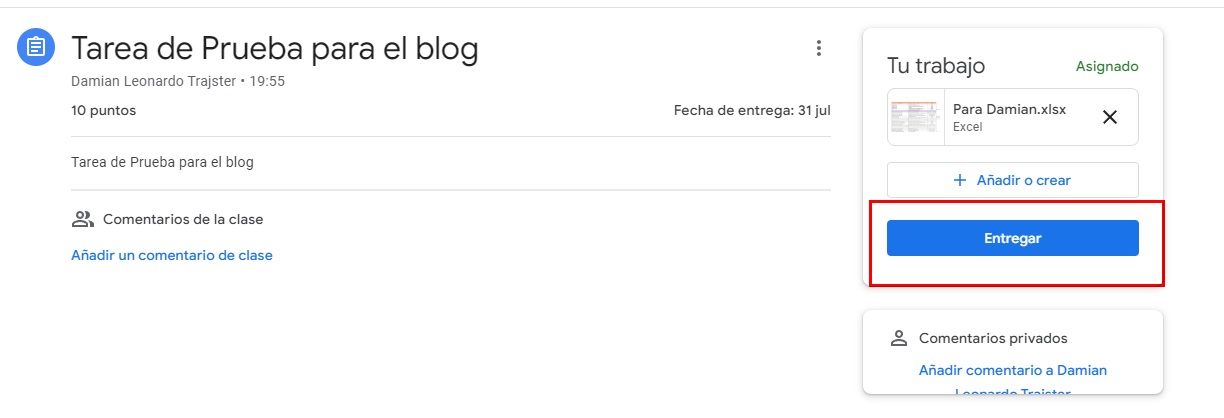 Tarea de Prueba para el blog
Damian Leonardo Trajster • 19:55
10 puntos
Fecha de entrega: 31 jul
Tarea de Prueba para el blog
Comentarios de la clase
Añadir un comentario de clase
Tu trabajo
Asignado
Para Damian.xlsx
Excel
+ Añadir o crear
Entregar
Comentarios privados
Añadir comentario a Damian
Leonardo Trajster